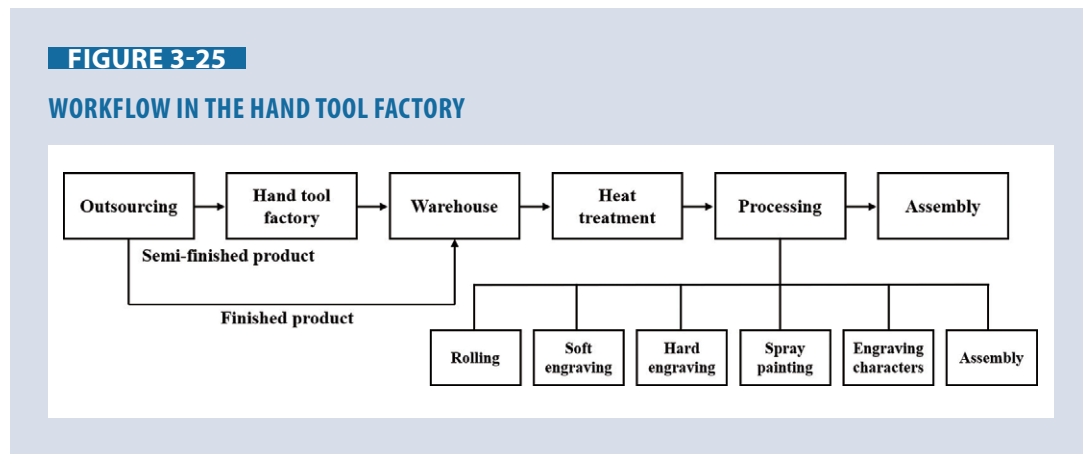 FIGURE 3-25
WORKFLOW IN THE HAND TOOL FACTORY
Outsourcing
Hand tool
factory
Warehouse
Heat
treatment
Processing
Assembly
Semi-finished product
Finished product
Rolling
Soft
engraving
Hard
engraving
Spray
painting
Engraving
characters
Assembly